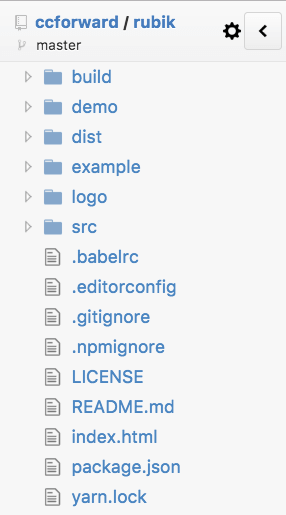 ccforward / rubik
master
build
demo
dist
example
logo
src
.babelrc
.editorconfig
.gitignore
.npmignore
LICENSE
README.md
index.html
package.json
yarn.lock